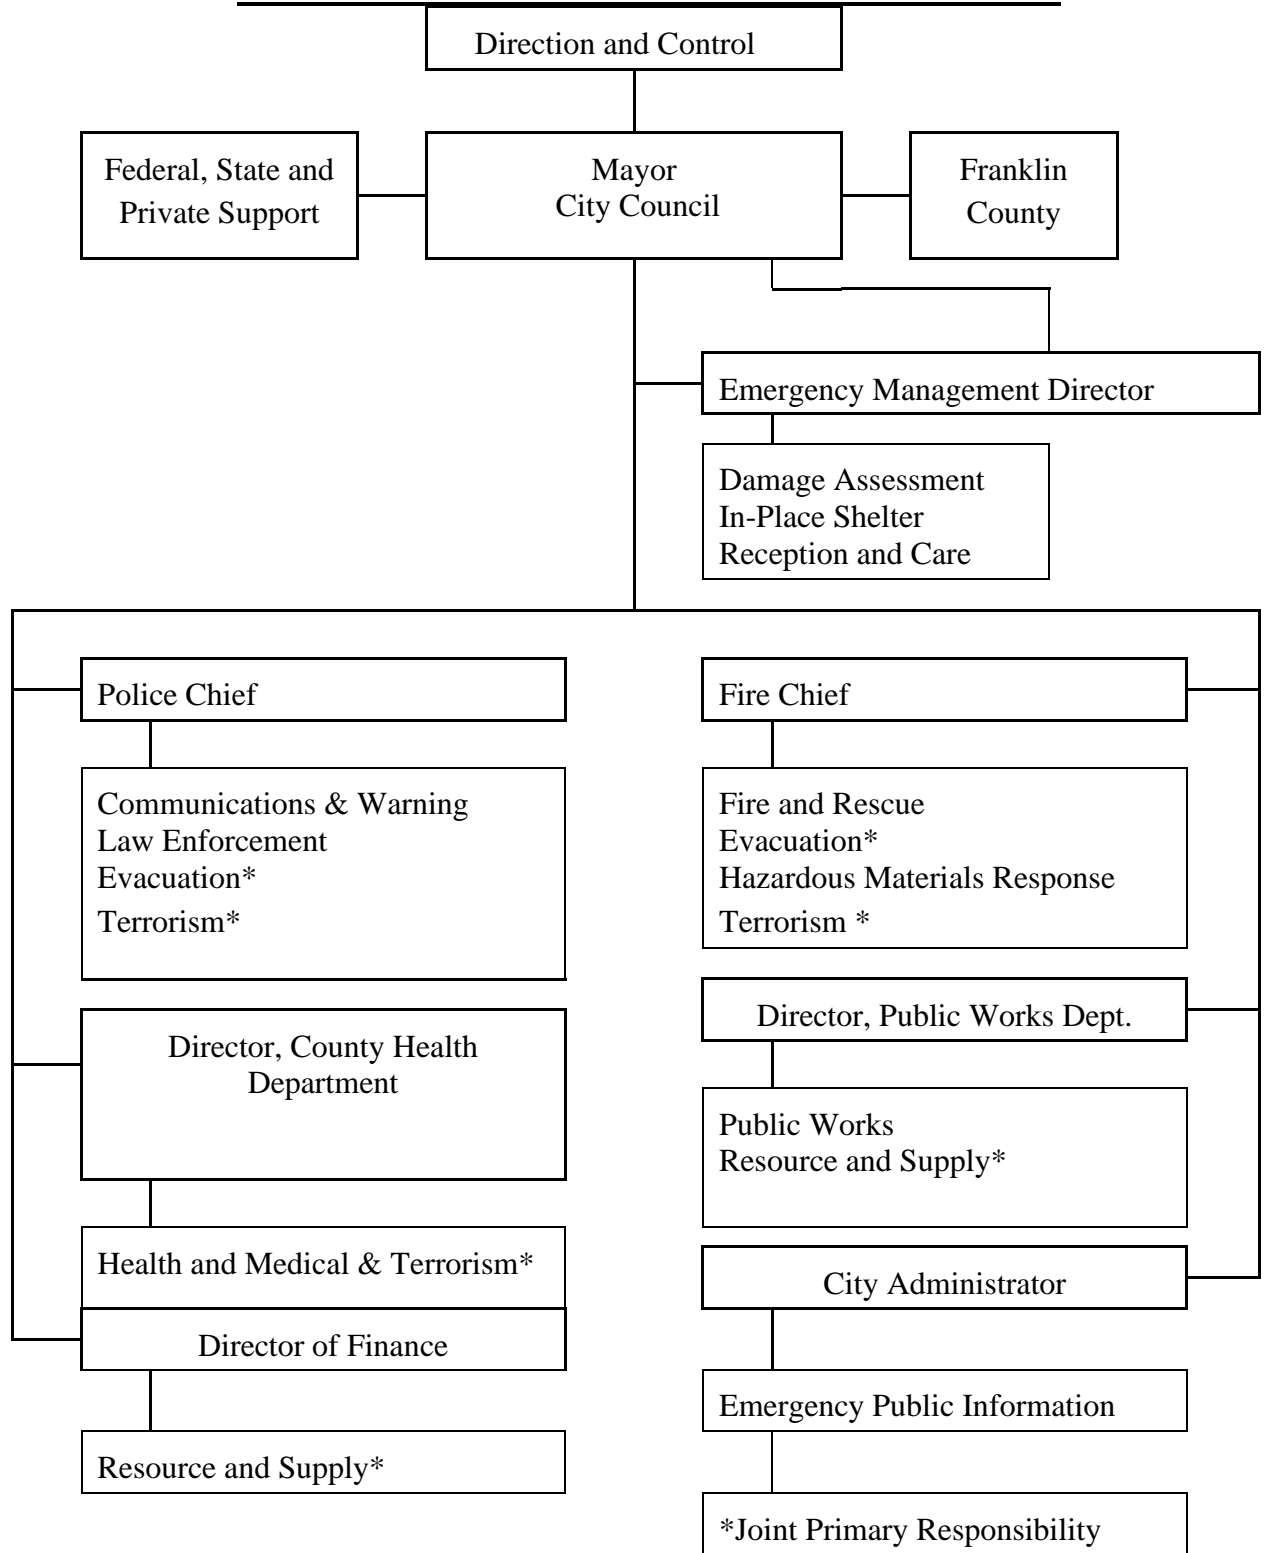 Direction and Control
Federal, State and
Private Support
Mayor
City Council
Franklin
County
Emergency Management Director
Damage Assessment
In-Place Shelter
Reception and Care
Police Chief
Communications & Warning
Law Enforcement
Evacuation*
Terrorism*
Director, County Health
Department
Health and Medical & Terrorism*
Director of Finance
Resource and Supply*
Fire Chief
Fire and Rescue
Evacuation*
Hazardous Materials Response
Terrorism *
Director, Public Works Dept.
Public Works
Resource and Supply*
City Administrator
Emergency Public Information
*Joint Primary Responsibility